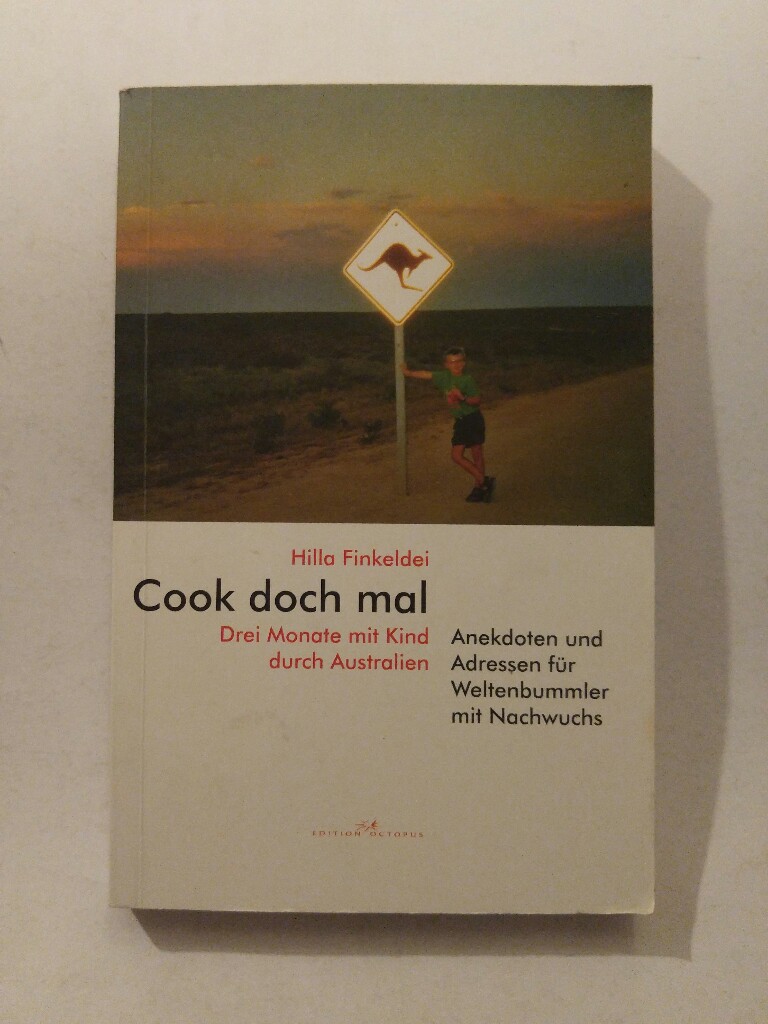 Hilla Finkeldei
Cook doch mal
Drei Monate mit Kind
durch Australien
Anekdoten und
Adressen für
Weltenbummler
mit Nachwuchs
EDITION OCTOPUS